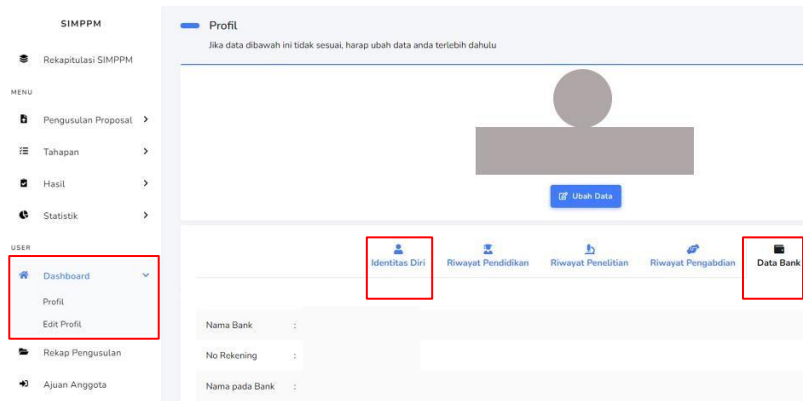 SIMPPM
Rekapitulasi SIMPPM
MENU
Pengusulan Proposal
Tahapan
Hasil
Statistik
USER
Dashboard
Profil
Edit Profil
Rekap Pengusulan
Ajuan Anggota
Profil
Jika data dibawah ini tidak sesuai, harap ubah data anda terlebih dahulu
Ubah Data
Identitas Diri Riwayat Pendidikan Riwayat Penelitian Riwayat Pengabdian Data Bank
Nama Bank :
No Rekening :
Nama pada Bank :